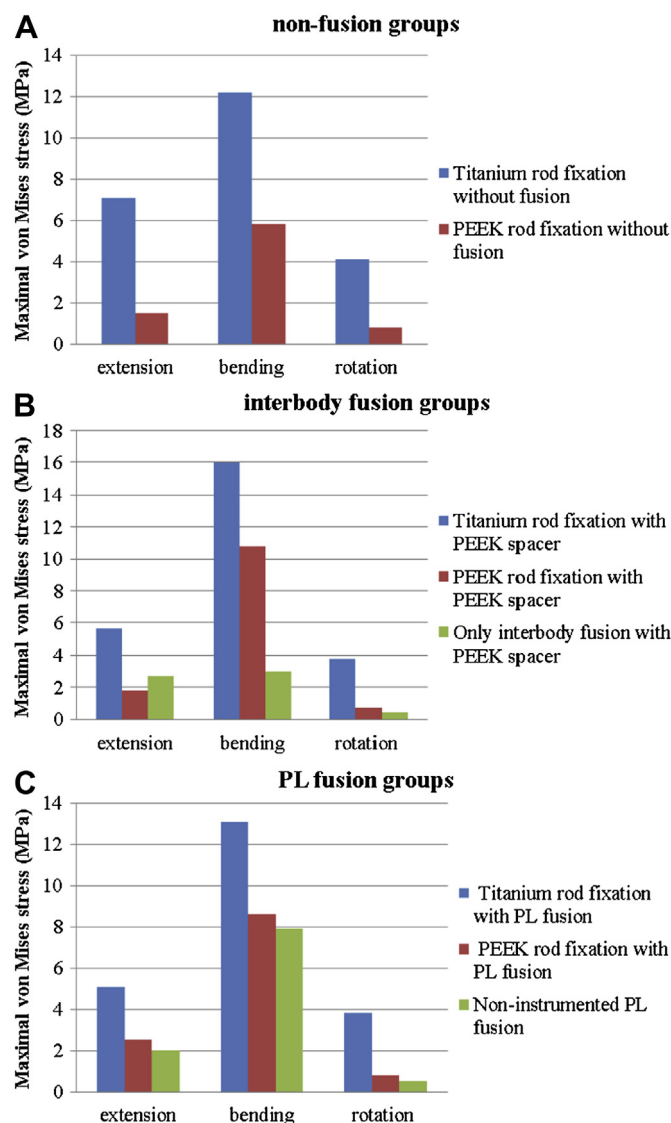 A
non-fusion groups
Maximal von Mises stress (MPa)
14
12
10
8
6
4
2
0
extension bending rotation
Titanium rod fixation
without fusion
PEEK rod fixation without
fusion
B
interbody fusion groups
Maximal von Mises stress (MPa)
18
16
14
12
10
8
6
4
2
0
extension bending rotation
Titanium rod fixation with
PEEK spacer
PEEK rod fixation with
PEEK spacer
Only interbody fusion with
PEEK spacer
C
PL fusion groups
Maximal von Mises stress (MPa)
14
12
10
8
6
4
2
0
extension bending rotation
Titanium rod fixation
with PL fusion
PEEK rod fixation with
PL fusion
Non-instrumented PL
fusion